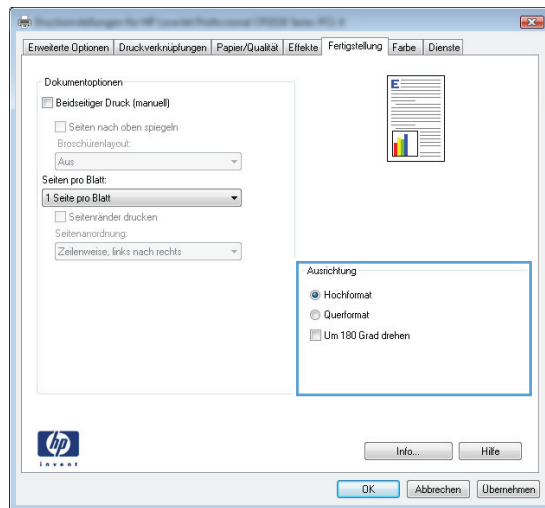 Erweiterte Optionen Druckverknüpfungen Papier/Qualität Effekte Fertigstellung Farbe Dienste
Dokumentoptionen
Beidseitiger Druck (manuell)
Seiten nach oben spiegeln
Broschürenlayout:
Aus
Seiten pro Blatt:
1 Seite pro Blatt
Seitenränder drucken
Seitenanordnung:
Zeilenweise, links nach rechts
E
Ausrichtung
Hochformat
Querformat
Um 180 Grad drehen
hp
invent
Info... Hilfe
OK Abbrechen Übernehmen